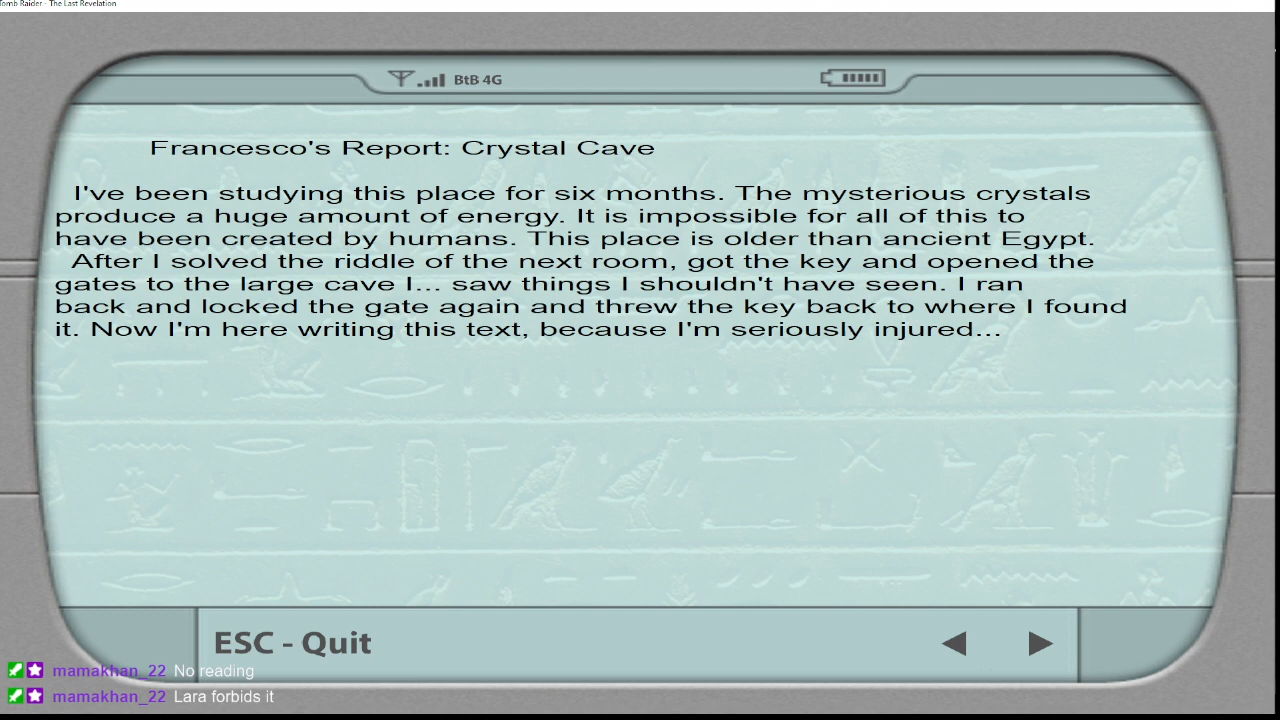 Tomb Raider - The Last Revelation
BtB 4G
Francesco's Report: Crystal Cave
I've been studying this place for six months. The mysterious crystals
produce a huge amount of energy. It is impossible for all of this to
have been created by humans. This place is older than ancient Egypt.
After I solved the riddle of the next room, got the key and opened the
gates to the large cave I... saw things I shouldn't have seen. I ran
back and locked the gate again and threw the key back to where I found
it. Now I'm here writing this text, because I'm seriously injured...
ESC - Quit
mamakhan_22 No reading
mamakhan_22 Lara forbids it